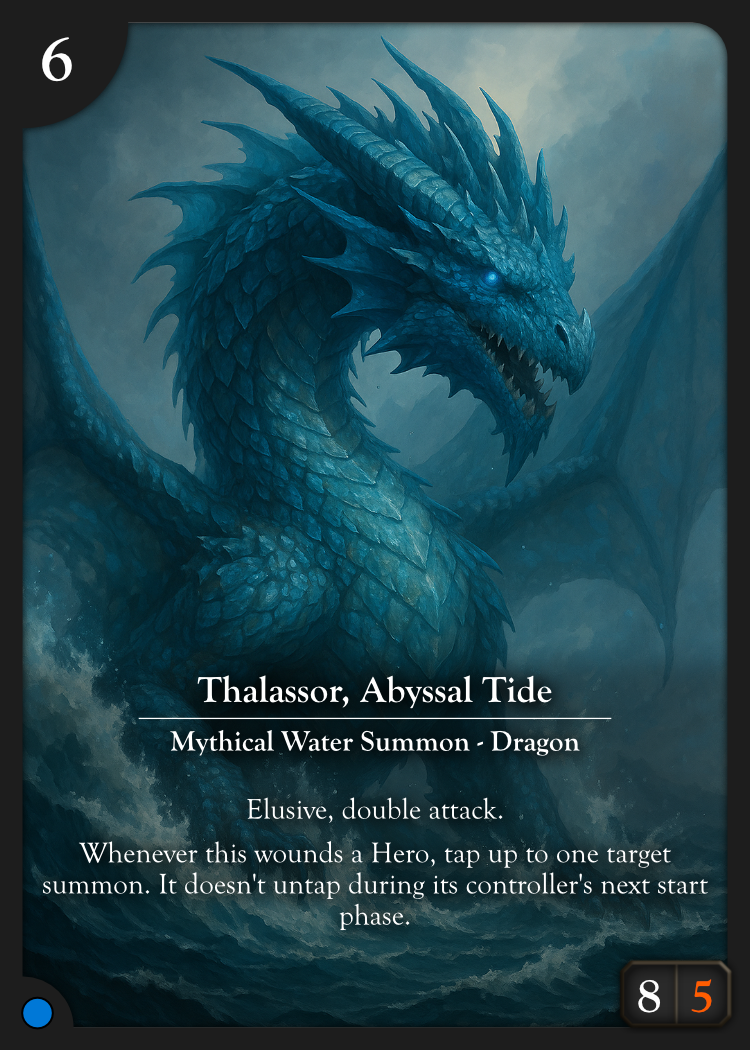 6
Thalassor, Abyssal Tide
Mythical Water Summon - Dragon
Elusive, double attack.
Whenever this wounds a Hero, tap up to one target
summon. It doesn't untap during its controller's next start
phase.
8 5